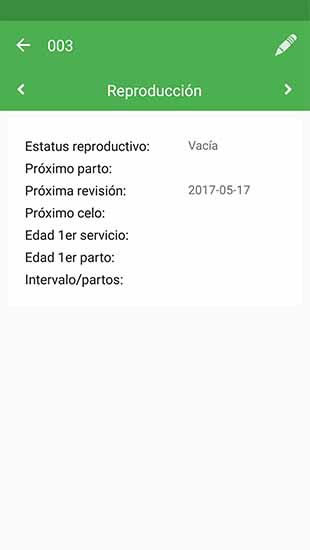 003
Reproducción
Estatus reproductivo: Vacía
Próximo parto:
Próxima revisión: 2017-05-17
Próximo celo:
Edad 1er servicio:
Edad 1er parto:
Intervalo/partos: